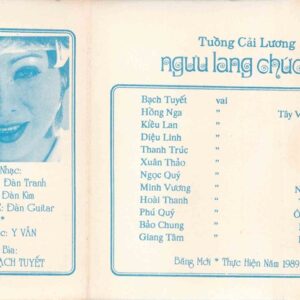 Tuồng Cải Lương
ngưu lang chức
Bạch Tuyết vai
Hồng Nga " Tây V
Kiều Lan "
Diệu Linh "
Thanh Trúc "
Xuân Thảo "
Ngọc Quý "
Minh Vương "
Hoài Thanh "
Phú Quý "
Bảo Chung "
Giang Tâm "
Băng Mới * Thực Hiện Năm 1989
Nhạc:
Đàn Tranh
Đàn Kim
Đàn Guitar
*
: Y VÂN
Bìa:
ẠCH TUYẾT